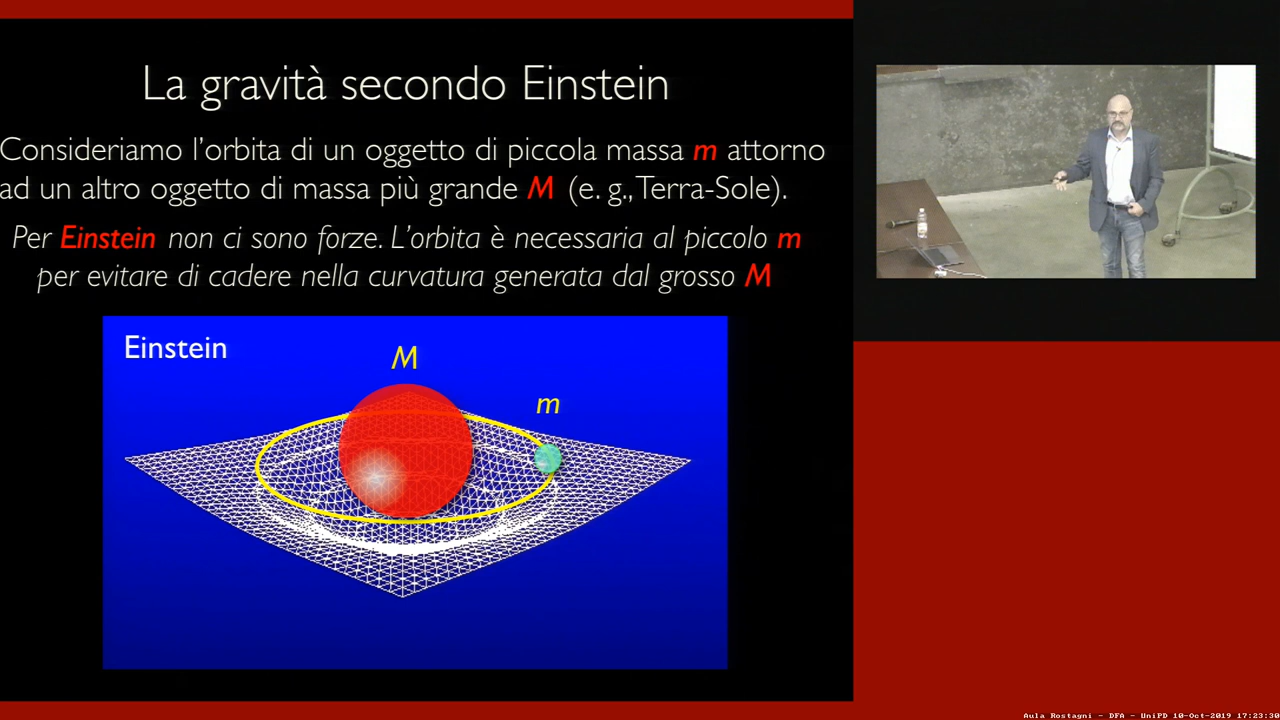 La gravità secondo Einstein
Consideriamo l'orbita di un oggetto di piccola massa m attorno
ad un altro oggetto di massa più grande M (e. g., Terra-Sole).
Per Einstein non ci sono forze. L'orbita è necessaria al piccolo m
per evitare di cadere nella curvatura generata dal grosso M
Einstein
M
m
Aula Rostagni - DFA - UniPD 10-Oct-2019 17:23:30